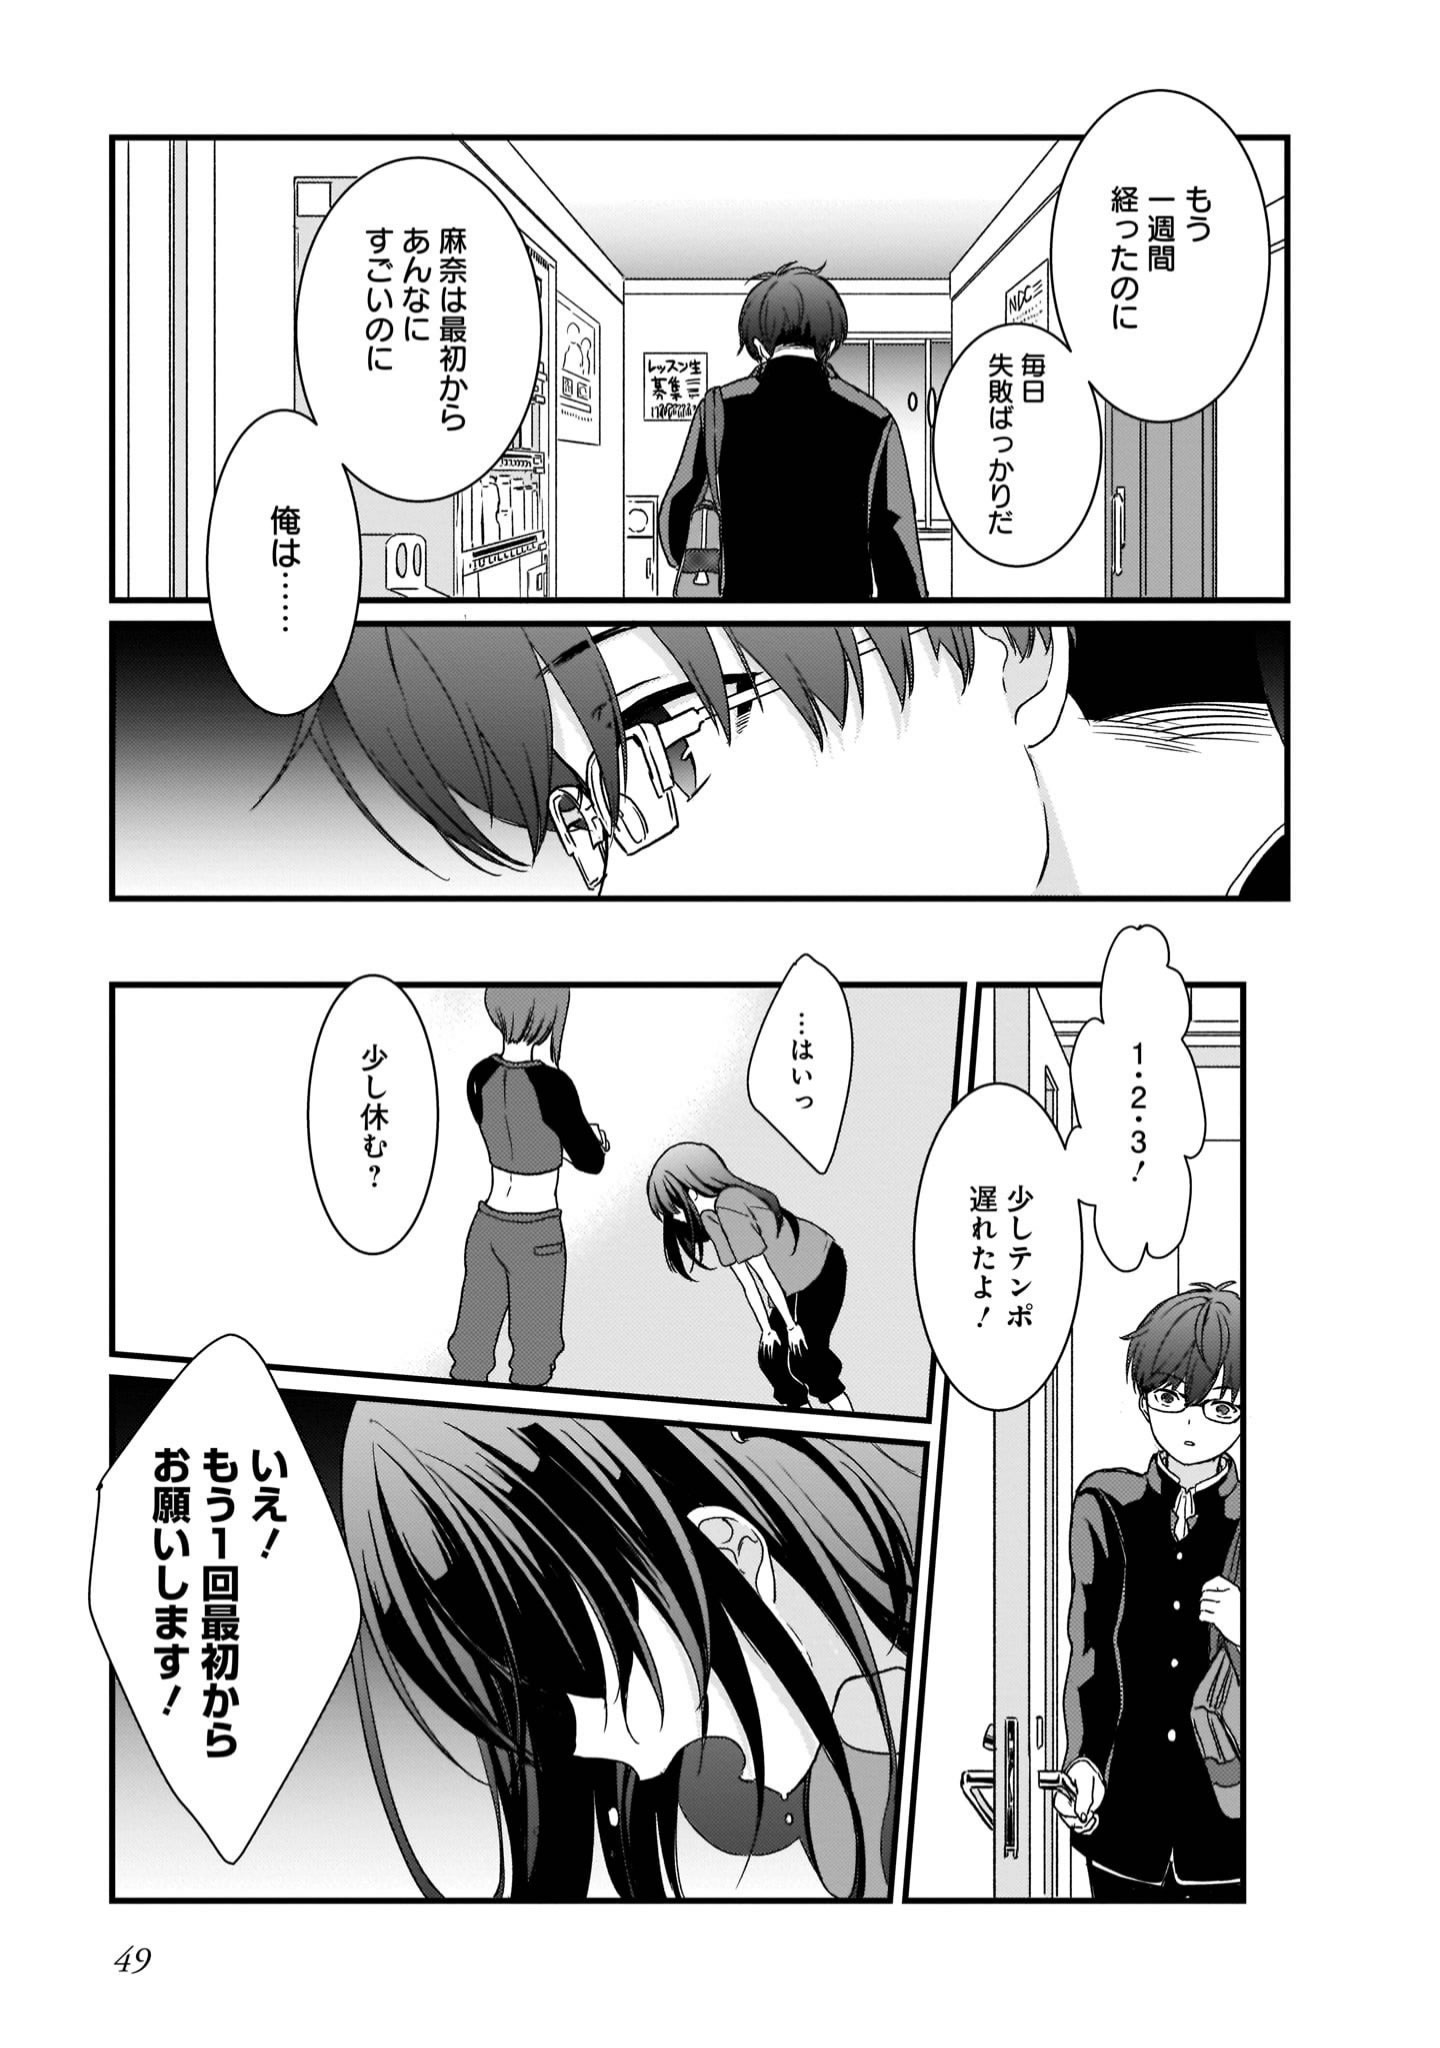 もう
一週間
経ったのに
毎日
失敗ばっかりだ
NDC
レッスン生
募集
麻奈は最初から
あんなに
すごいのに
俺は……
1・2・3！
少しテンポ
遅れたよ！
…はいっ
少し休む？
いえ！
もう1回最初から
お願いします！
49